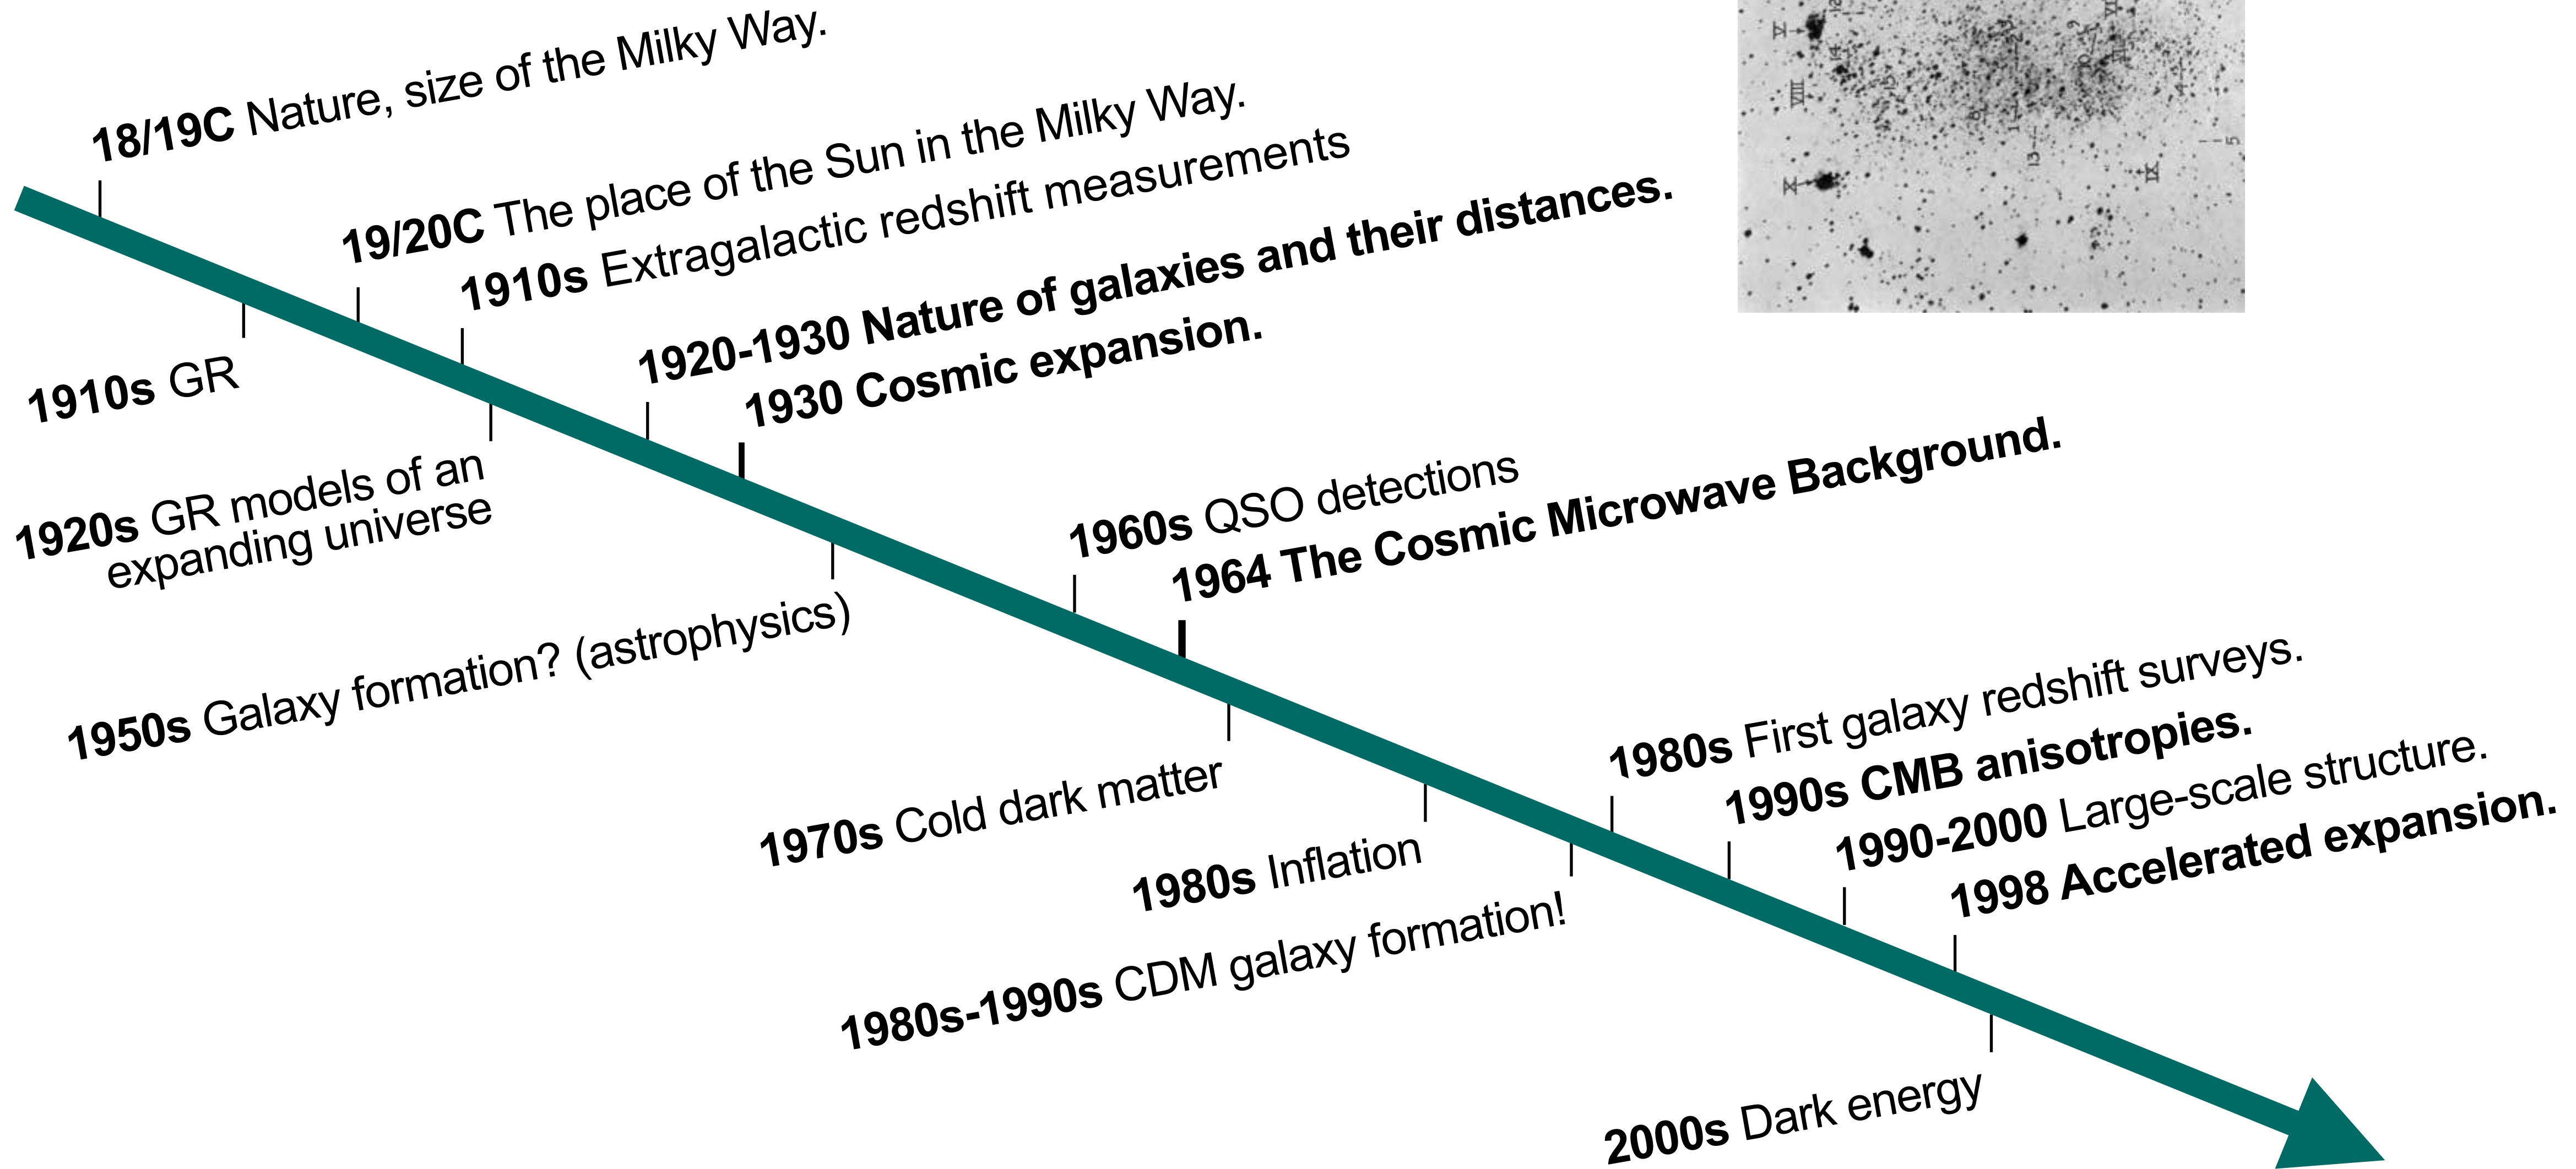 18/19C Nature, size of the Milky Way.
19/20C The place of the Sun in the Milky Way.
1910s Extragalactic redshift measurements
1920-1930 Nature of galaxies and their distances.
1930 Cosmic expansion.
1960s QSO detections
1964 The Cosmic Microwave Background.
1980s First galaxy redshift surveys.
1990s CMB anisotropies.
1990-2000 Large-scale structure.
1998 Accelerated expansion.
1910s GR
1920s GR models of an
expanding universe
1950s Galaxy formation? (astrophysics)
1970s Cold dark matter
1980s Inflation
1980s-1990s CDM galaxy formation!
2000s Dark energy
V
VIII
X
IX
13
5